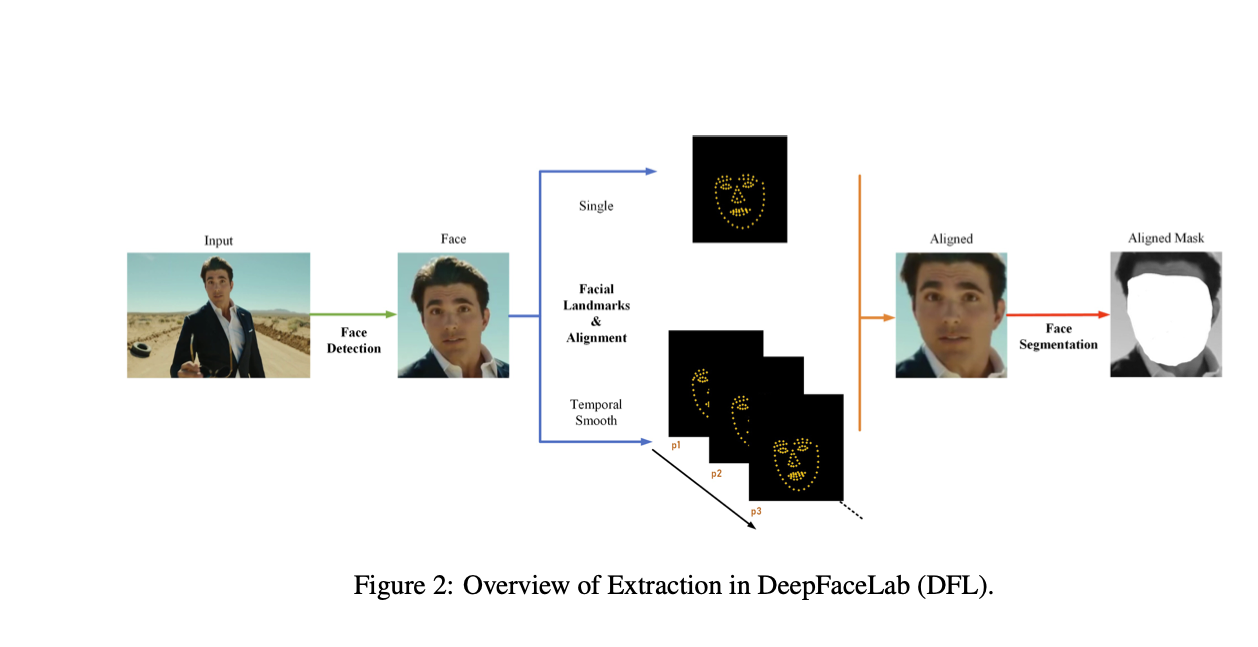 Input
Face
Detection
Face
Single
Facial
Landmarks
&
Alignment
Temporal
Smooth
p1
p2
p3
Aligned
Face
Segmentation
Aligned Mask
Figure 2: Overview of Extraction in DeepFaceLab (DFL).